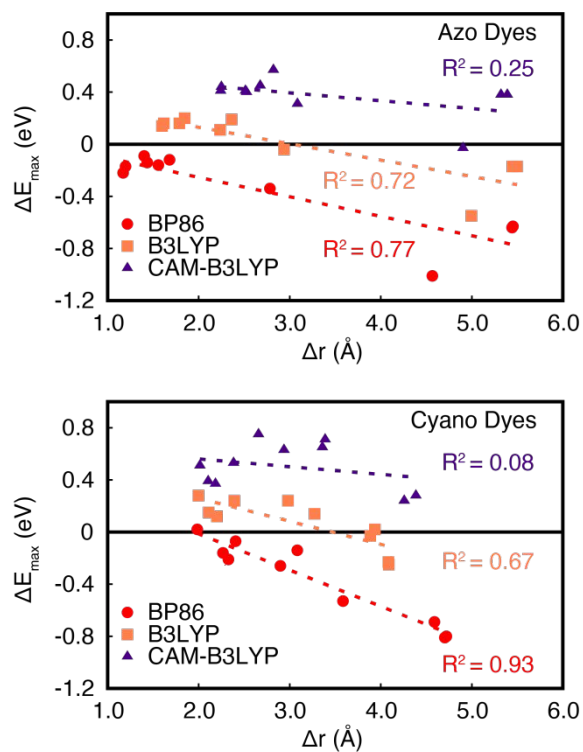 Azo Dyes
R² = 0.25
R² = 0.72
R² = 0.77
BP86
B3LYP
CAM-B3LYP
ΔE_max (eV)
0.8
0.4
0
-0.4
-0.8
-1.2
1.0 2.0 3.0 4.0 5.0 6.0
Δr (Å)
Cyano Dyes
R² = 0.08
R² = 0.67
R² = 0.93
BP86
B3LYP
CAM-B3LYP
ΔE_max (eV)
0.8
0.4
0
-0.4
-0.8
-1.2
1.0 2.0 3.0 4.0 5.0 6.0
Δr (Å)